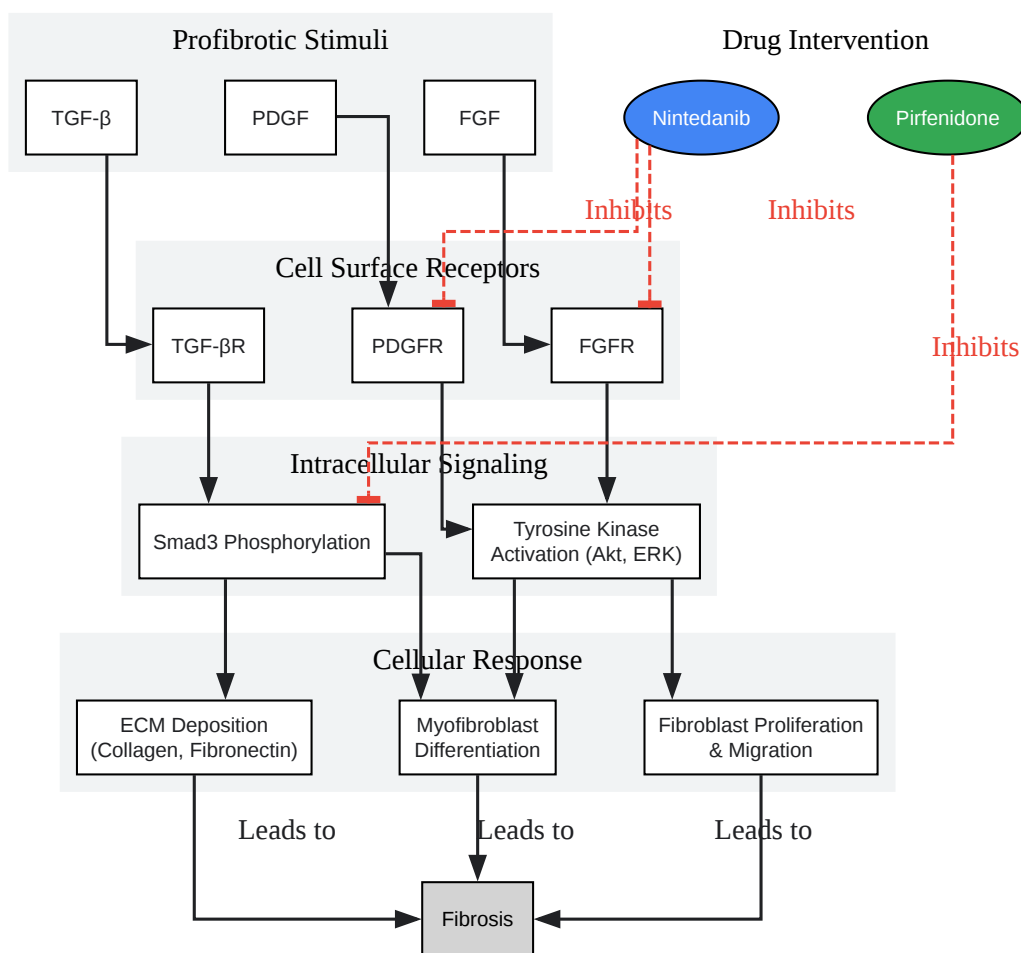 Profibrotic Stimuli
Drug Intervention
TGF-β
PDGF
FGF
Nintedanib
Pirfenidone
Inhibits
Inhibits
Cell Surface Receptors
TGF-βR
PDGFR
FGFR
Inhibits
Intracellular Signaling
Smad3 Phosphorylation
Tyrosine Kinase
Activation (Akt, ERK)
Cellular Response
ECM Deposition
(Collagen, Fibronectin)
Myofibroblast
Differentiation
Fibroblast Proliferation
& Migration
Leads to
Leads to
Leads to
Fibrosis